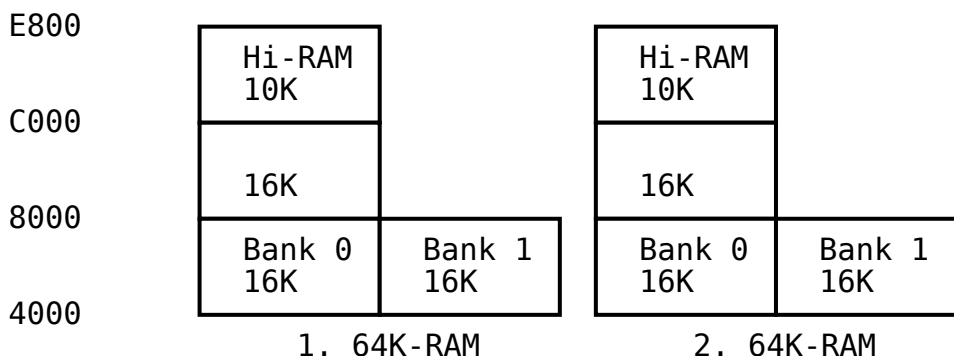 E800
Hi-RAM
10K
Hi-RAM
10K
C000
16K
16K
8000
Bank 0
16K
Bank 1
16K
Bank 0
16K
Bank 1
16K
4000
1. 64K-RAM
2. 64K-RAM